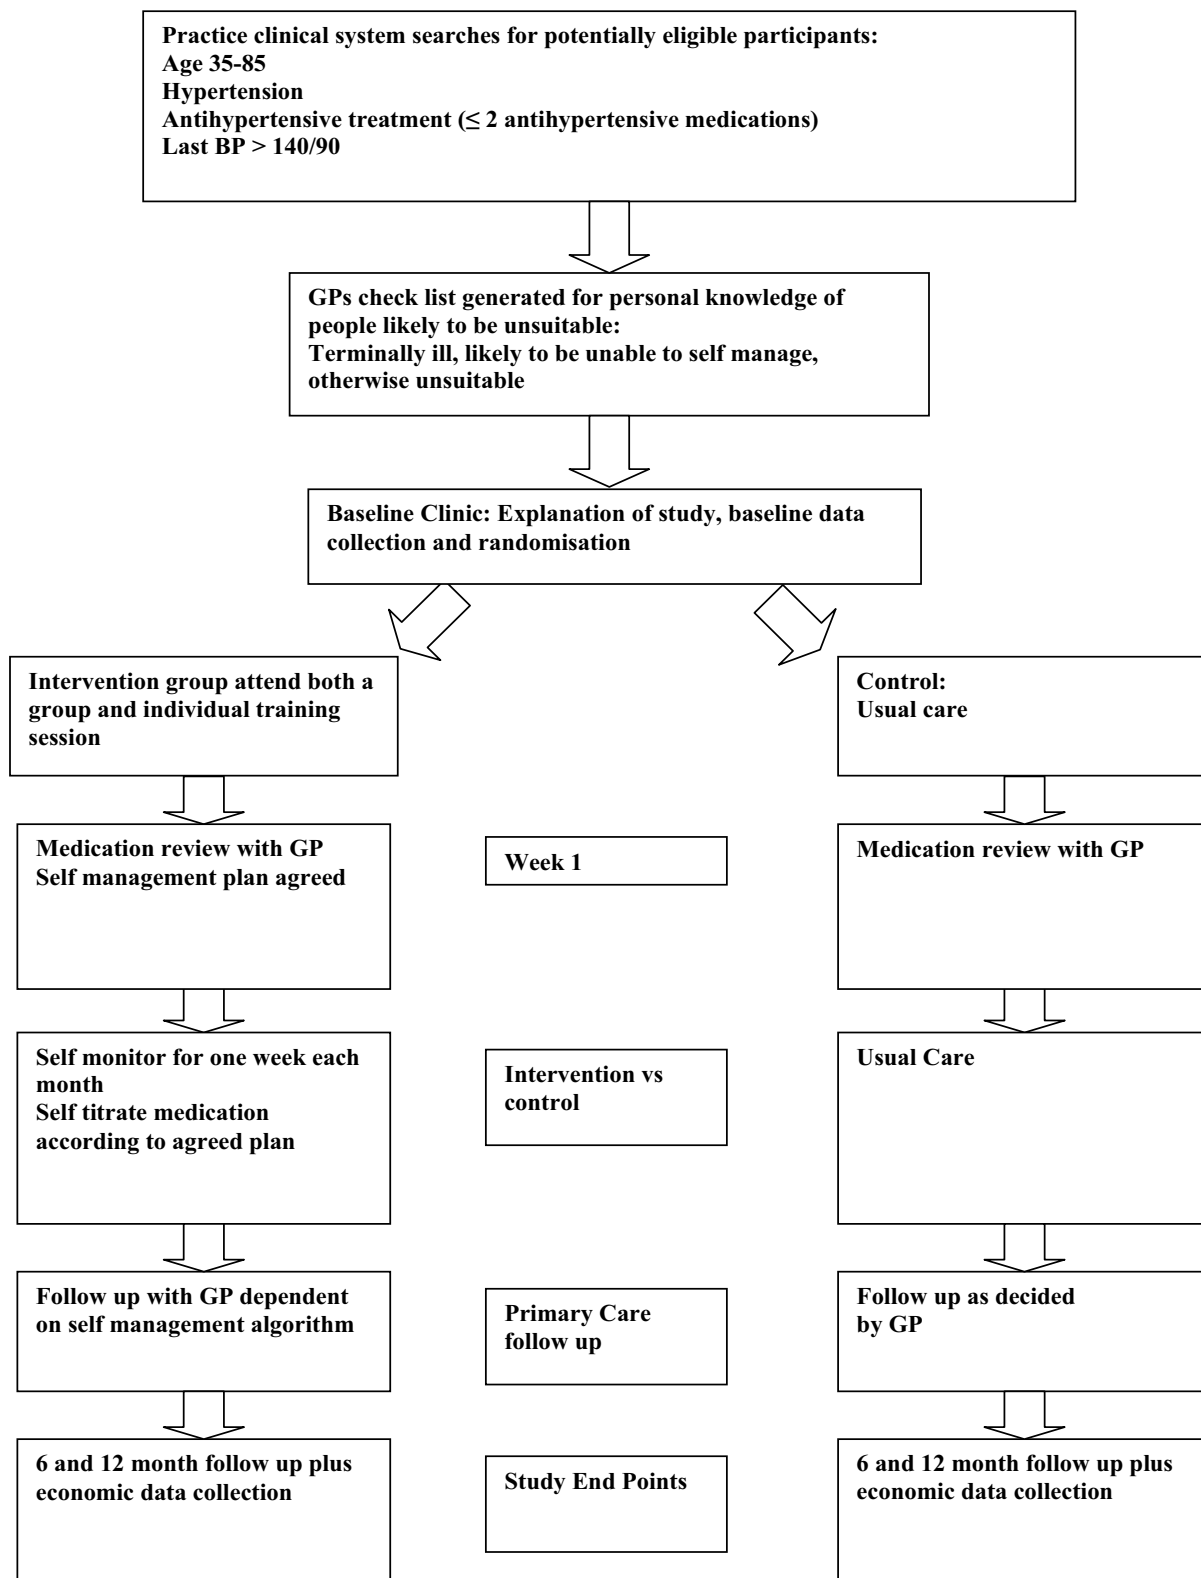 Practice clinical system searches for potentially eligible participants:
Age 35-85
Hypertension
Antihypertensive treatment (≤ 2 antihypertensive medications)
Last BP > 140/90
GPs check list generated for personal knowledge of
people likely to be unsuitable:
Terminally ill, likely to be unable to self manage,
otherwise unsuitable
Baseline Clinic: Explanation of study, baseline data
collection and randomisation
Intervention group attend both a
group and individual training
session
Control:
Usual care
Medication review with GP
Self management plan agreed
Week 1
Medication review with GP
Self monitor for one week each
month
Self titrate medication
according to agreed plan
Intervention vs
control
Usual Care
Follow up with GP dependent
on self management algorithm
Primary Care
follow up
Follow up as decided
by GP
6 and 12 month follow up plus
economic data collection
Study End Points
6 and 12 month follow up plus
economic data collection